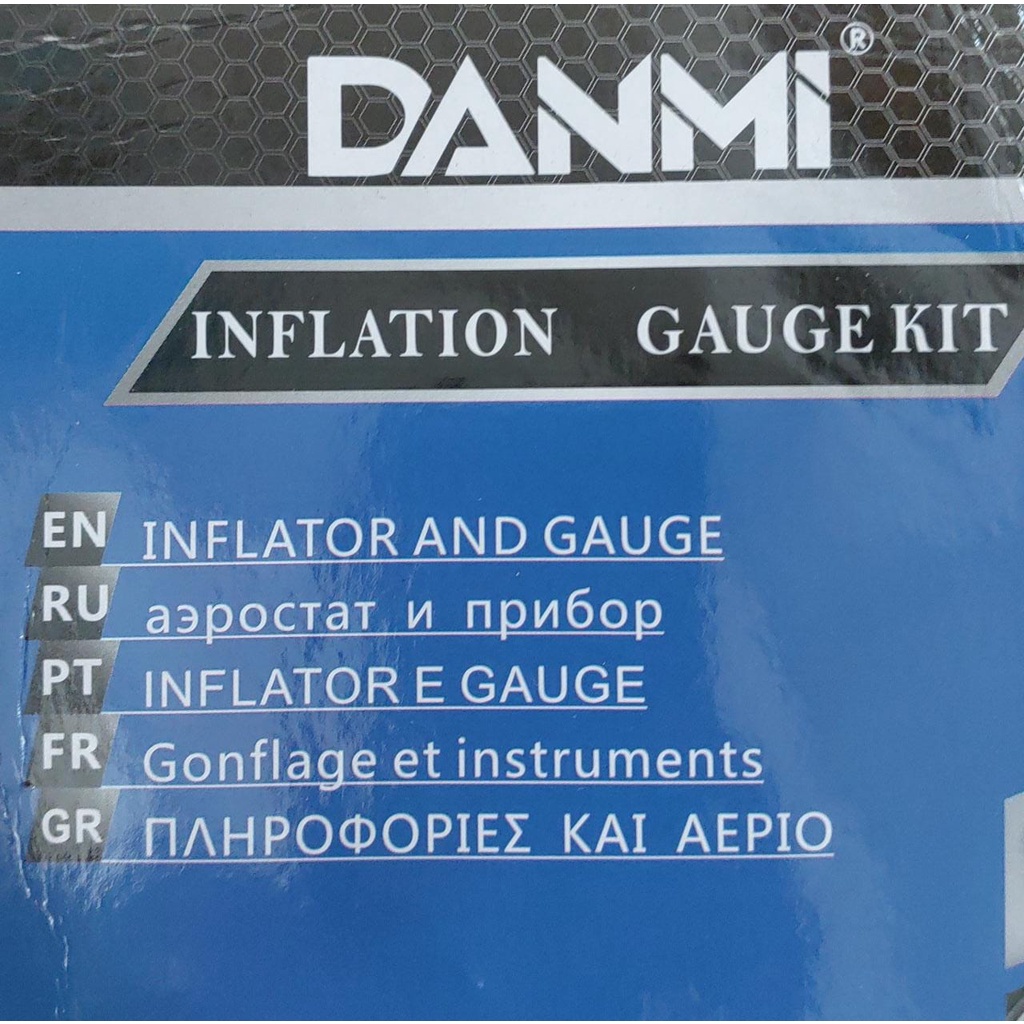 DANMI®
INFLATION GAUGE KIT
EN INFLATOR AND GAUGE
RU аэростат и прибор
PT INFLATOR E GAUGE
FR Gonflage et instruments
GR ΠΛΗΡΟΦΟΡΙΕΣ ΚΑΙ ΑΕΡΙΟ